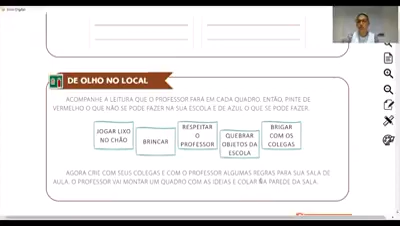 DE OLHO NO LOCAL
ACOMPANHE A LEITURA QUE O PROFESSOR FARÁ EM CADA QUADRO. ENTÃO, PINTE DE
VERMELHO O QUE NÃO SE PODE FAZER NA SUA ESCOLA E DE AZUL O QUE SE PODE FAZER.
JOGAR LIXO
NO CHÃO
BRINCAR
RESPEITAR
O
PROFESSOR
QUEBRAR
OBJETOS DA
ESCOLA
BRIGAR
COM OS
COLEGAS
AGORA CRIE COM SEUS COLEGAS E COM O PROFESSOR ALGUMAS REGRAS PARA SUA SALA DE
AULA. O PROFESSOR VAI MONTAR UM QUADRO COM AS IDEIAS E COLAR NA PAREDE DA SALA.